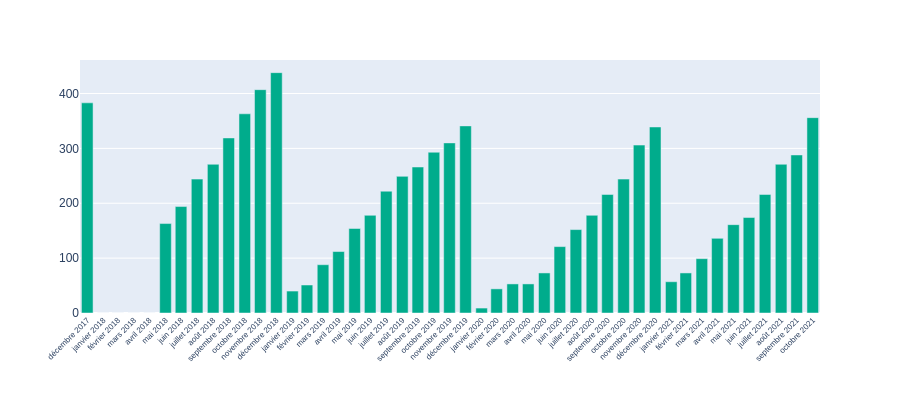 400
300
200
100
0
décembre 2017
janvier 2018
février 2018
mars 2018
avril 2018
mai 2018
juin 2018
juillet 2018
août 2018
septembre 2018
octobre 2018
novembre 2018
décembre 2018
janvier 2019
février 2019
mars 2019
avril 2019
mai 2019
juin 2019
juillet 2019
août 2019
septembre 2019
octobre 2019
novembre 2019
décembre 2019
janvier 2020
février 2020
mars 2020
avril 2020
mai 2020
juin 2020
juillet 2020
août 2020
septembre 2020
octobre 2020
novembre 2020
décembre 2020
janvier 2021
février 2021
mars 2021
avril 2021
mai 2021
juin 2021
juillet 2021
août 2021
septembre 2021
octobre 2021